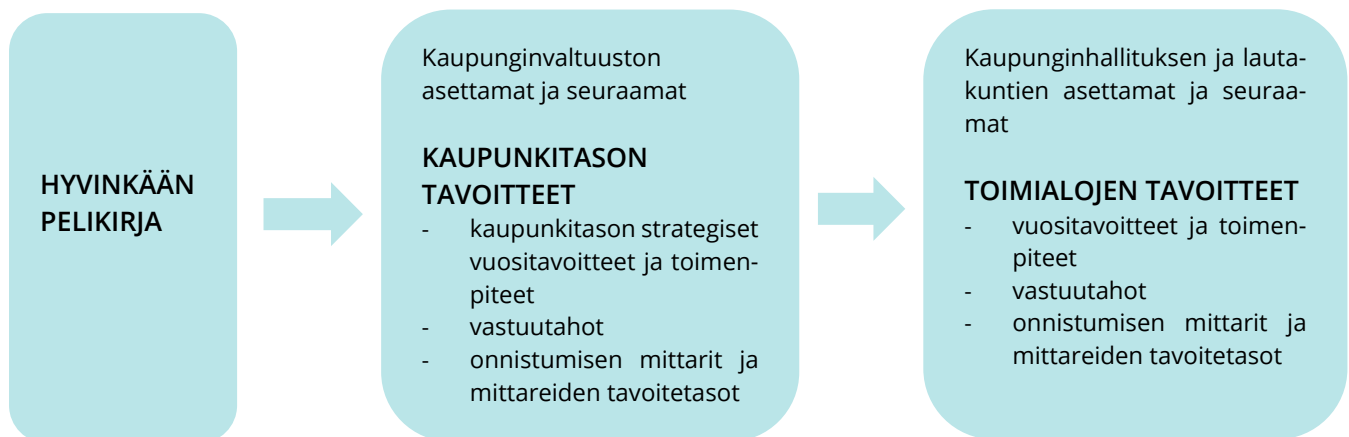 HYVINKÄÄN
PELIKIRJA
Kaupunginvaltuuston
asettamat ja seuraamat
KAUPUNKITASON
TAVOITTEET
- kaupunkitason strategiset
vuositavoitteet ja toimen-
piteet
- vastuutahot
- onnistumisen mittarit ja
mittareiden tavoitetasot
Kaupunginhallituksen ja lauta-
kuntien asettamat ja seuraa-
mat
TOIMIALOJEN TAVOITTEET
- vuositavoitteet ja toimen-
piteet
- vastuutahot
- onnistumisen mittarit ja
mittareiden tavoitetasot